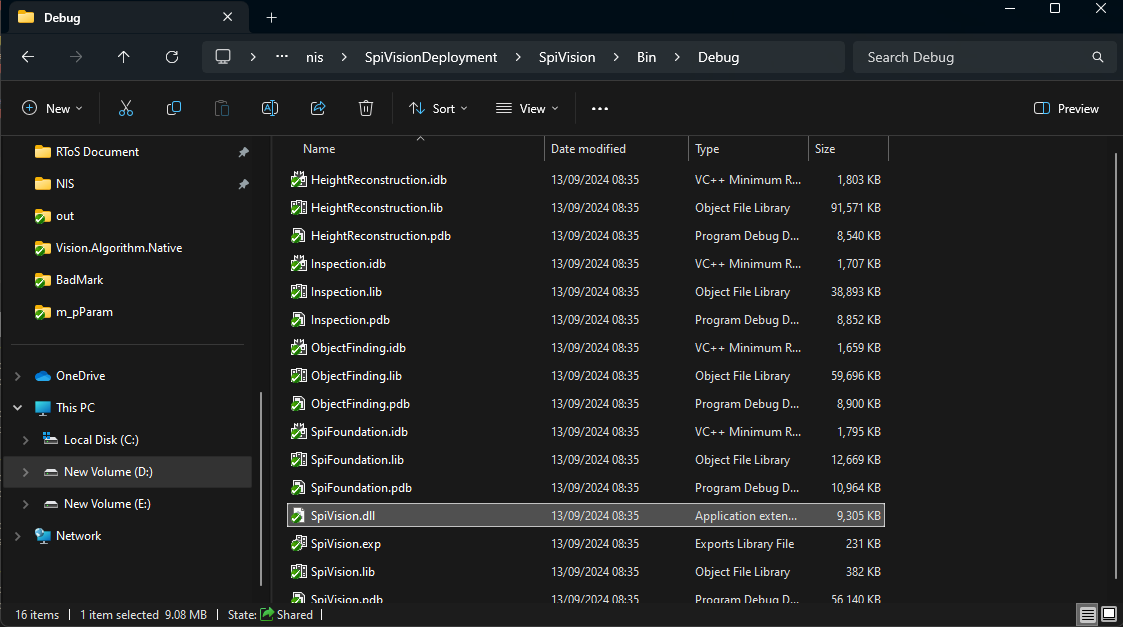 Debug
nis SpiVisionDeployment SpiVision Bin Debug Search Debug
New Sort View Preview
RToS Document
NIS
out
Vision.Algorithm.Native
BadMark
m_pParam
OneDrive
This PC
Local Disk (C:)
New Volume (D:)
New Volume (E:)
Network
Name Date modified Type Size
HeightReconstruction.idb 13/09/2024 08:35 VC++ Minimum R... 1,803 KB
HeightReconstruction.lib 13/09/2024 08:35 Object File Library 91,571 KB
HeightReconstruction.pdb 13/09/2024 08:35 Program Debug D... 8,540 KB
Inspection.idb 13/09/2024 08:35 VC++ Minimum R... 1,707 KB
Inspection.lib 13/09/2024 08:35 Object File Library 38,893 KB
Inspection.pdb 13/09/2024 08:35 Program Debug D... 8,852 KB
ObjectFinding.idb 13/09/2024 08:35 VC++ Minimum R... 1,659 KB
ObjectFinding.lib 13/09/2024 08:35 Object File Library 59,696 KB
ObjectFinding.pdb 13/09/2024 08:35 Program Debug D... 8,900 KB
SpiFoundation.idb 13/09/2024 08:35 VC++ Minimum R... 1,795 KB
SpiFoundation.lib 13/09/2024 08:35 Object File Library 12,669 KB
SpiFoundation.pdb 13/09/2024 08:35 Program Debug D... 10,964 KB
SpiVision.dll 13/09/2024 08:35 Application exten... 9,305 KB
SpiVision.exp 13/09/2024 08:35 Exports Library File 231 KB
SpiVision.lib 13/09/2024 08:35 Object File Library 382 KB
SpiVision.pdb 13/09/2024 08:35 Program Debug D... 56,140 KB
16 items 1 item selected 9.08 MB State: Shared